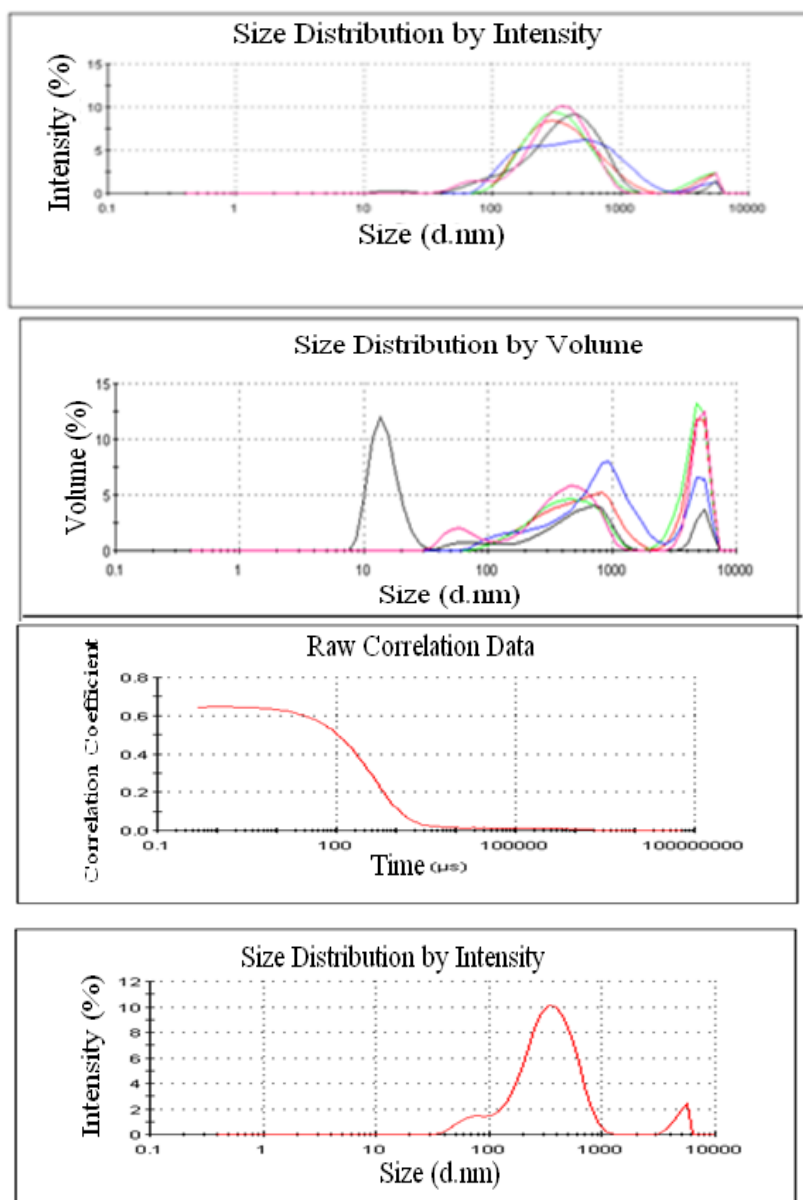 Size Distribution by Intensity
Intensity (%)
15
10
5
0
0.1 1 10 100 1000 10000
Size (d.nm)
Size Distribution by Volume
Volume (%)
15
10
5
0
0.1 1 10 100 1000 10000
Size (d.nm)
Raw Correlation Data
Correlation Coefficient
0.8
0.6
0.4
0.2
0.0
0.1 100 100000 100000000
Time (µs)
Size Distribution by Intensity
Intensity (%)
12
10
8
6
4
2
0
0.1 1 10 100 1000 10000
Size (d.nm)